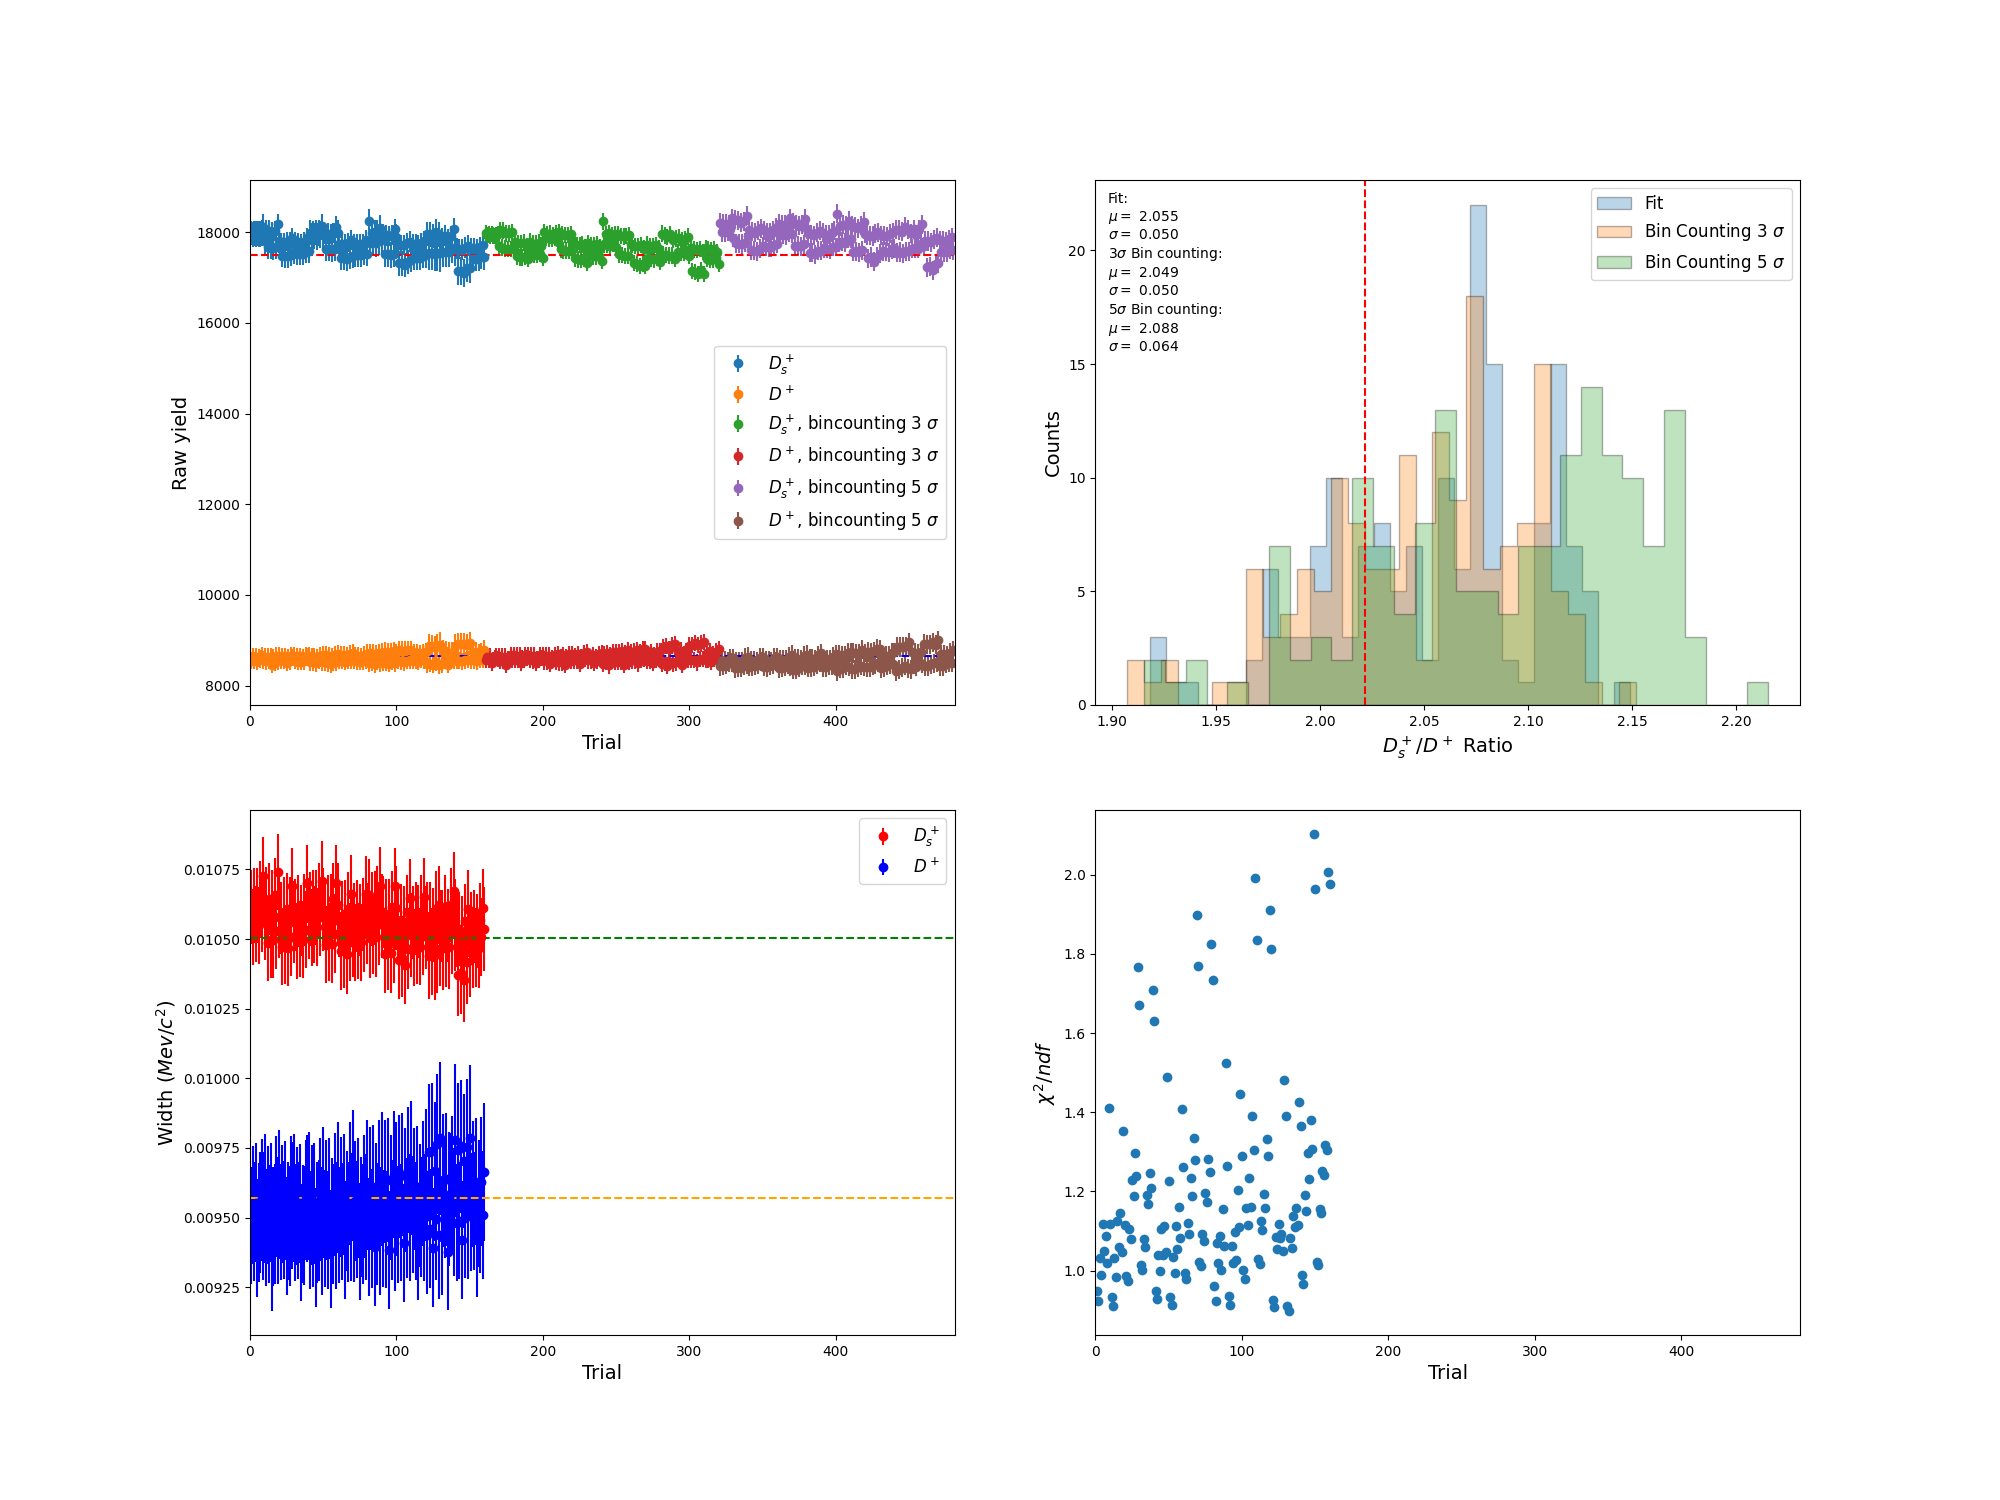 18000
16000
14000
12000
10000
8000
Raw yield
0
100
200
300
400
Trial
D_s^+
D^+
D_s^+, bincounting 3 σ
D^+, bincounting 3 σ
D_s^+, bincounting 5 σ
D^+, bincounting 5 σ
Fit:
μ = 2.055
σ = 0.050
3σ Bin counting:
μ = 2.049
σ = 0.050
5σ Bin counting:
μ = 2.088
σ = 0.064
Fit
Bin Counting 3 σ
Bin Counting 5 σ
20
15
10
5
0
Counts
1.90
1.95
2.00
2.05
2.10
2.15
2.20
D_s^+/D^+ Ratio
0.01075
0.01050
0.01025
0.01000
0.00975
0.00950
0.00925
Width (Mev/c^2)
D_s^+
D^+
0
100
200
300
400
Trial
2.0
1.8
1.6
1.4
1.2
1.0
χ^2/ndf
0
100
200
300
400
Trial